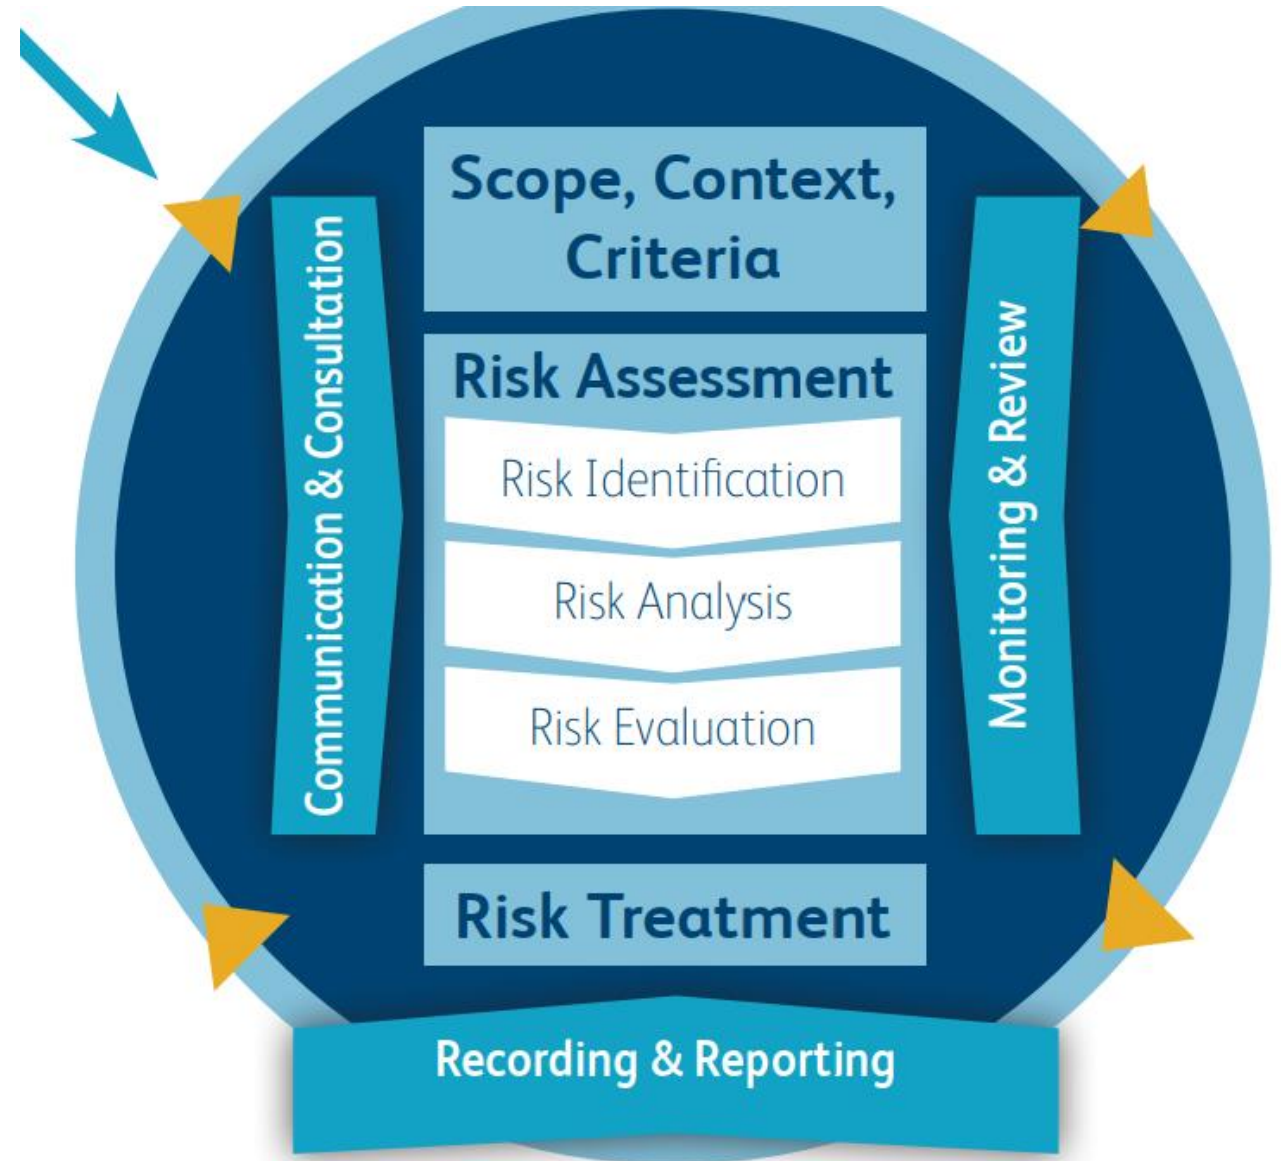 Scope, Context,
Criteria
Communication & Consultation
Risk Assessment
Risk Identification
Risk Analysis
Risk Evaluation
Monitoring & Review
Risk Treatment
Recording & Reporting